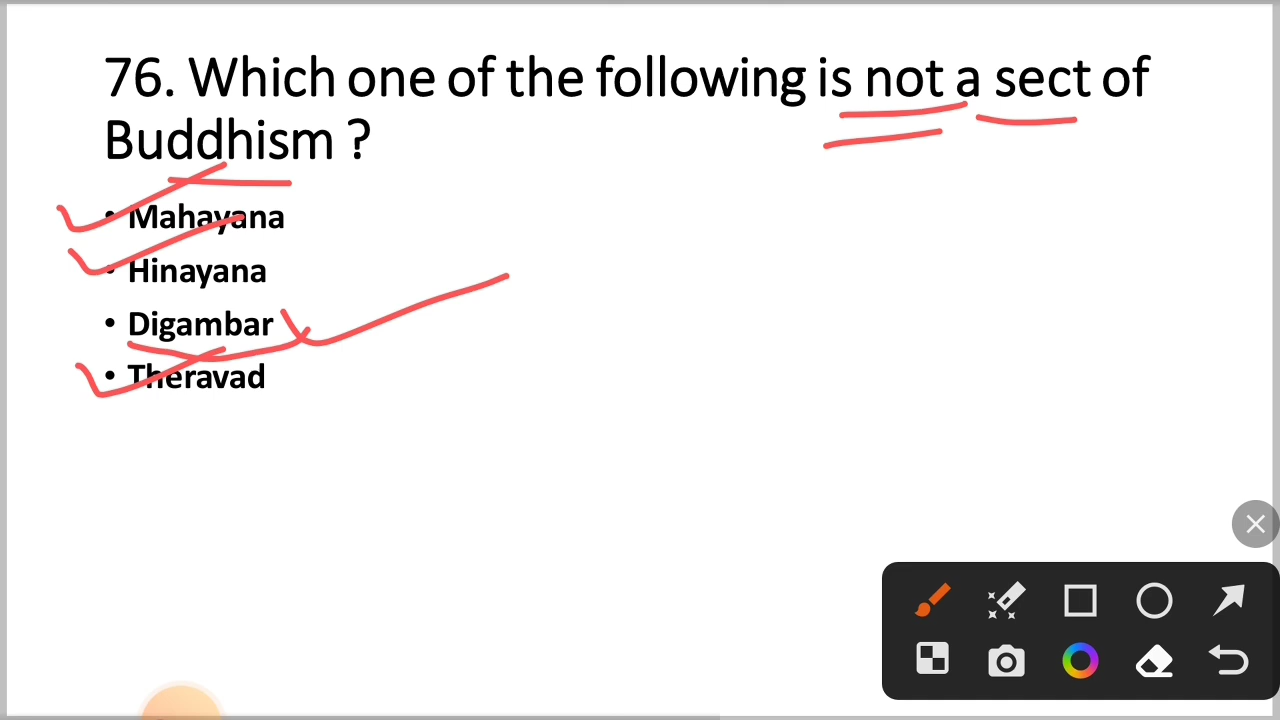 76. Which one of the following is not a sect of
Buddhism ?
• Mahayana
• Hinayana
• Digambar
• Theravad